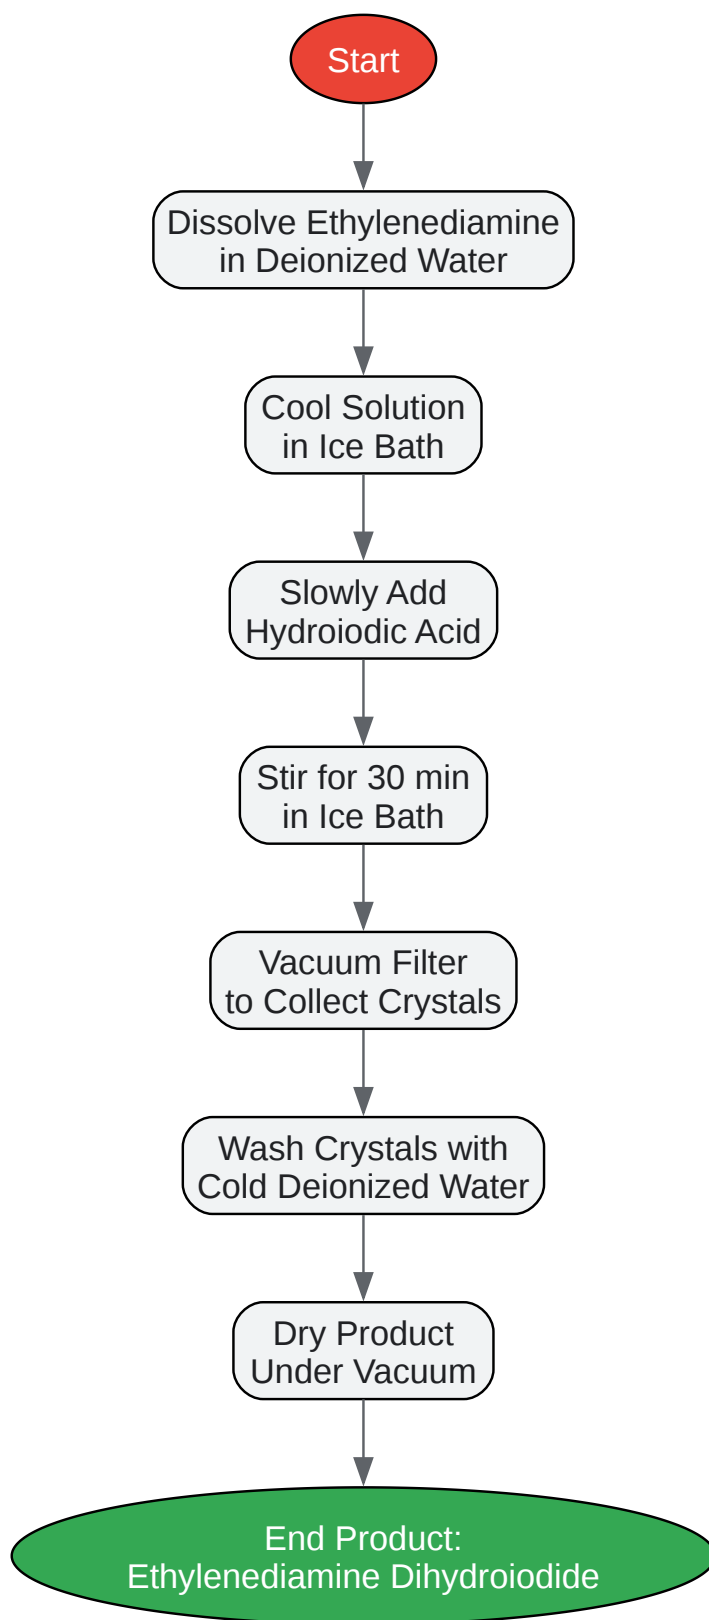 Start
Dissolve Ethylenediamine
in Deionized Water
Cool Solution
in Ice Bath
Slowly Add
Hydroiodic Acid
Stir for 30 min
in Ice Bath
Vacuum Filter
to Collect Crystals
Wash Crystals with
Cold Deionized Water
Dry Product
Under Vacuum
End Product:
Ethylenediamine Dihydroiodide